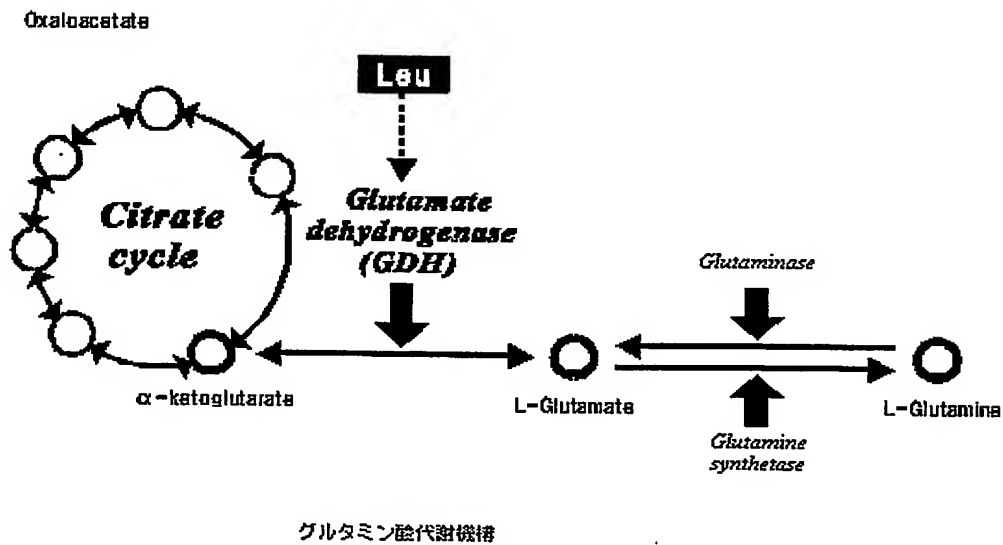 Oxaloacetate
Leu
Citrate
cycle
Glutamate
dehydrogenase
(GDH)
Glutaminase
α-ketoglutarate
L-Glutamate
L-Glutamine
Glutamine
synthetase
グルタミン酸代謝機構